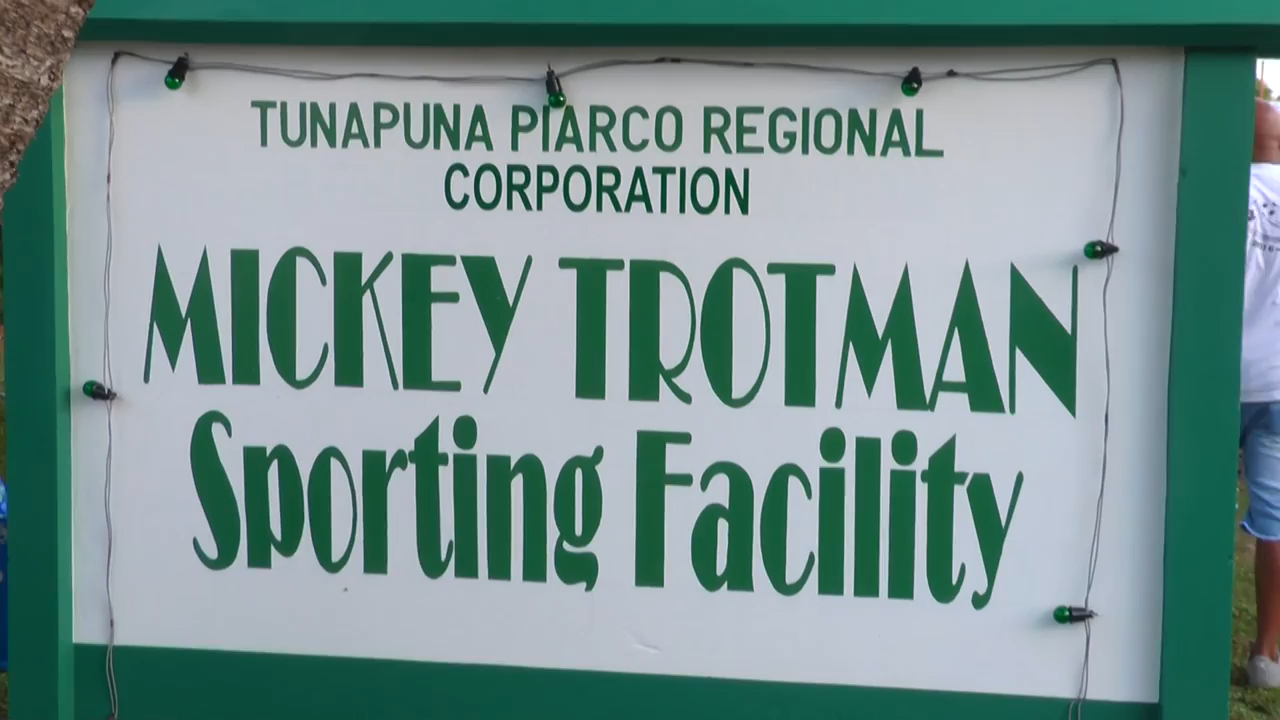 TUNAPUNA PIARCO REGIONAL
CORPORATION
MICKEY TROTMAN
Sporting Facility